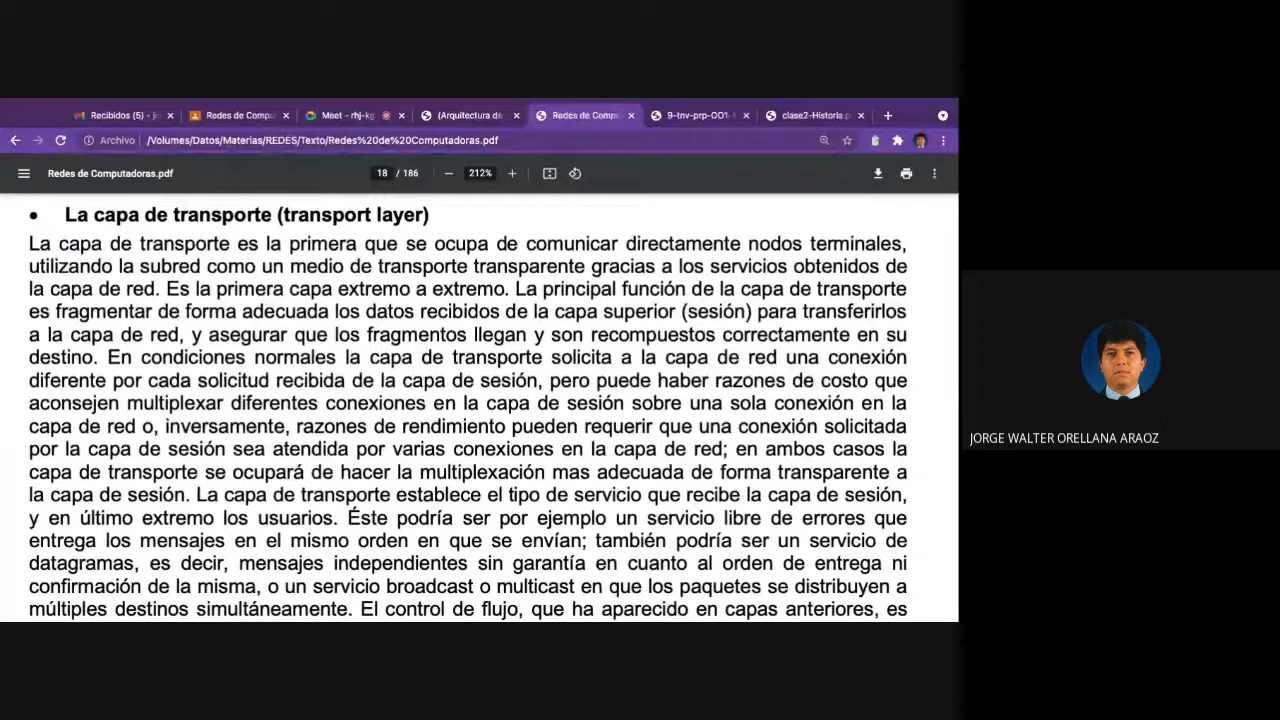 Recibidos (5) - j
Redes de Compu
Meet - rhj-kg
(Arquitectura de
Redes de Compu
9-tnv-prp-OO1-
clase2-Historia.p
Archivo
/Volumes/Datos/Materias/REDES/Texto/Redes%20de%20Computadoras.pdf
Redes de Computadoras.pdf
18 / 186
212%
• La capa de transporte (transport layer)
La capa de transporte es la primera que se ocupa de comunicar directamente nodos terminales,
utilizando la subred como un medio de transporte transparente gracias a los servicios obtenidos de
la capa de red. Es la primera capa extremo a extremo. La principal función de la capa de transporte
es fragmentar de forma adecuada los datos recibidos de la capa superior (sesión) para transferirlos
a la capa de red, y asegurar que los fragmentos llegan y son recompuestos correctamente en su
destino. En condiciones normales la capa de transporte solicita a la capa de red una conexión
diferente por cada solicitud recibida de la capa de sesión, pero puede haber razones de costo que
aconsejen multiplexar diferentes conexiones en la capa de sesión sobre una sola conexión en la
capa de red o, inversamente, razones de rendimiento pueden requerir que una conexión solicitada
por la capa de sesión sea atendida por varias conexiones en la capa de red; en ambos casos la
capa de transporte se ocupará de hacer la multiplexación mas adecuada de forma transparente a
la capa de sesión. La capa de transporte establece el tipo de servicio que recibe la capa de sesión,
y en último extremo los usuarios. Éste podría ser por ejemplo un servicio libre de errores que
entrega los mensajes en el mismo orden en que se envían; también podría ser un servicio de
datagramas, es decir, mensajes independientes sin garantía en cuanto al orden de entrega ni
confirmación de la misma, o un servicio broadcast o multicast en que los paquetes se distribuyen a
múltiples destinos simultáneamente. El control de flujo, que ha aparecido en capas anteriores, es
JORGE WALTER ORELLANA ARAOZ